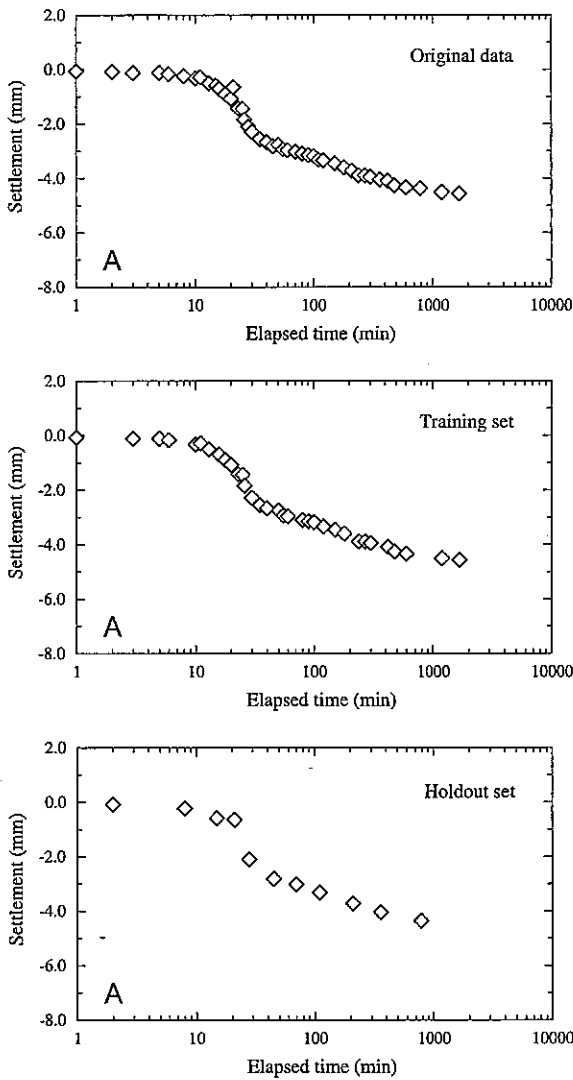 2.0
Original data
0.0
-2.0
-4.0
-6.0
A
-8.0
1 10 100 1000 10000
Settlement (mm)
Elapsed time (min)
2.0
Training set
0.0
-2.0
-4.0
-6.0
A
-8.0
1 10 100 1000 10000
Settlement (mm)
Elapsed time (min)
2.0
Holdout set
0.0
-2.0
-4.0
-6.0
A
-8.0
1 10 100 1000 10000
Settlement (mm)
Elapsed time (min)